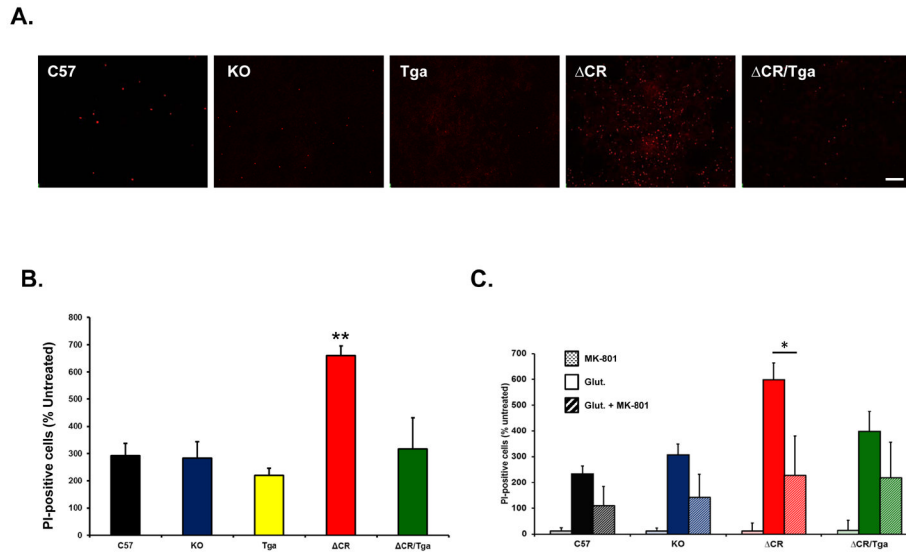 A.
C57 KO Tga ΔCR ΔCR/Tga
B.
PI-positive cells (% Untreated)
800
700
600
500
400
300
200
100
0
**
C57 KO Tga ΔCR ΔCR/Tga
C.
PI-positive cells (% untreated)
700
600
500
400
300
200
100
0
MK-801
Glut.
Glut. + MK-801
*
C57 KO ΔCR ΔCR/Tga